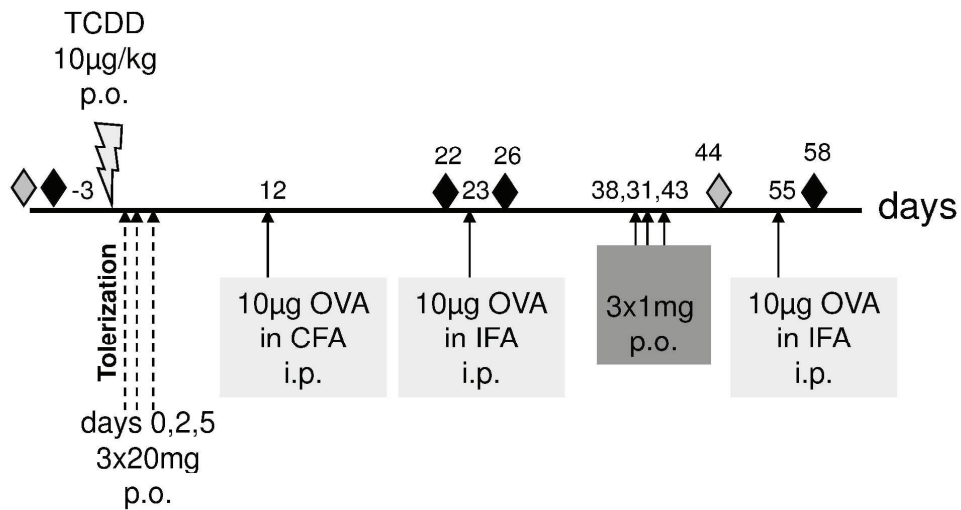 TCDD
10µg/kg
p.o.
-3
12
22
23
26
38,31,43
44
55
58
days
Tolerization
days 0,2,5
3x20mg
p.o.
10µg OVA
in CFA
i.p.
10µg OVA
in IFA
i.p.
3x1mg
p.o.
10µg OVA
in IFA
i.p.